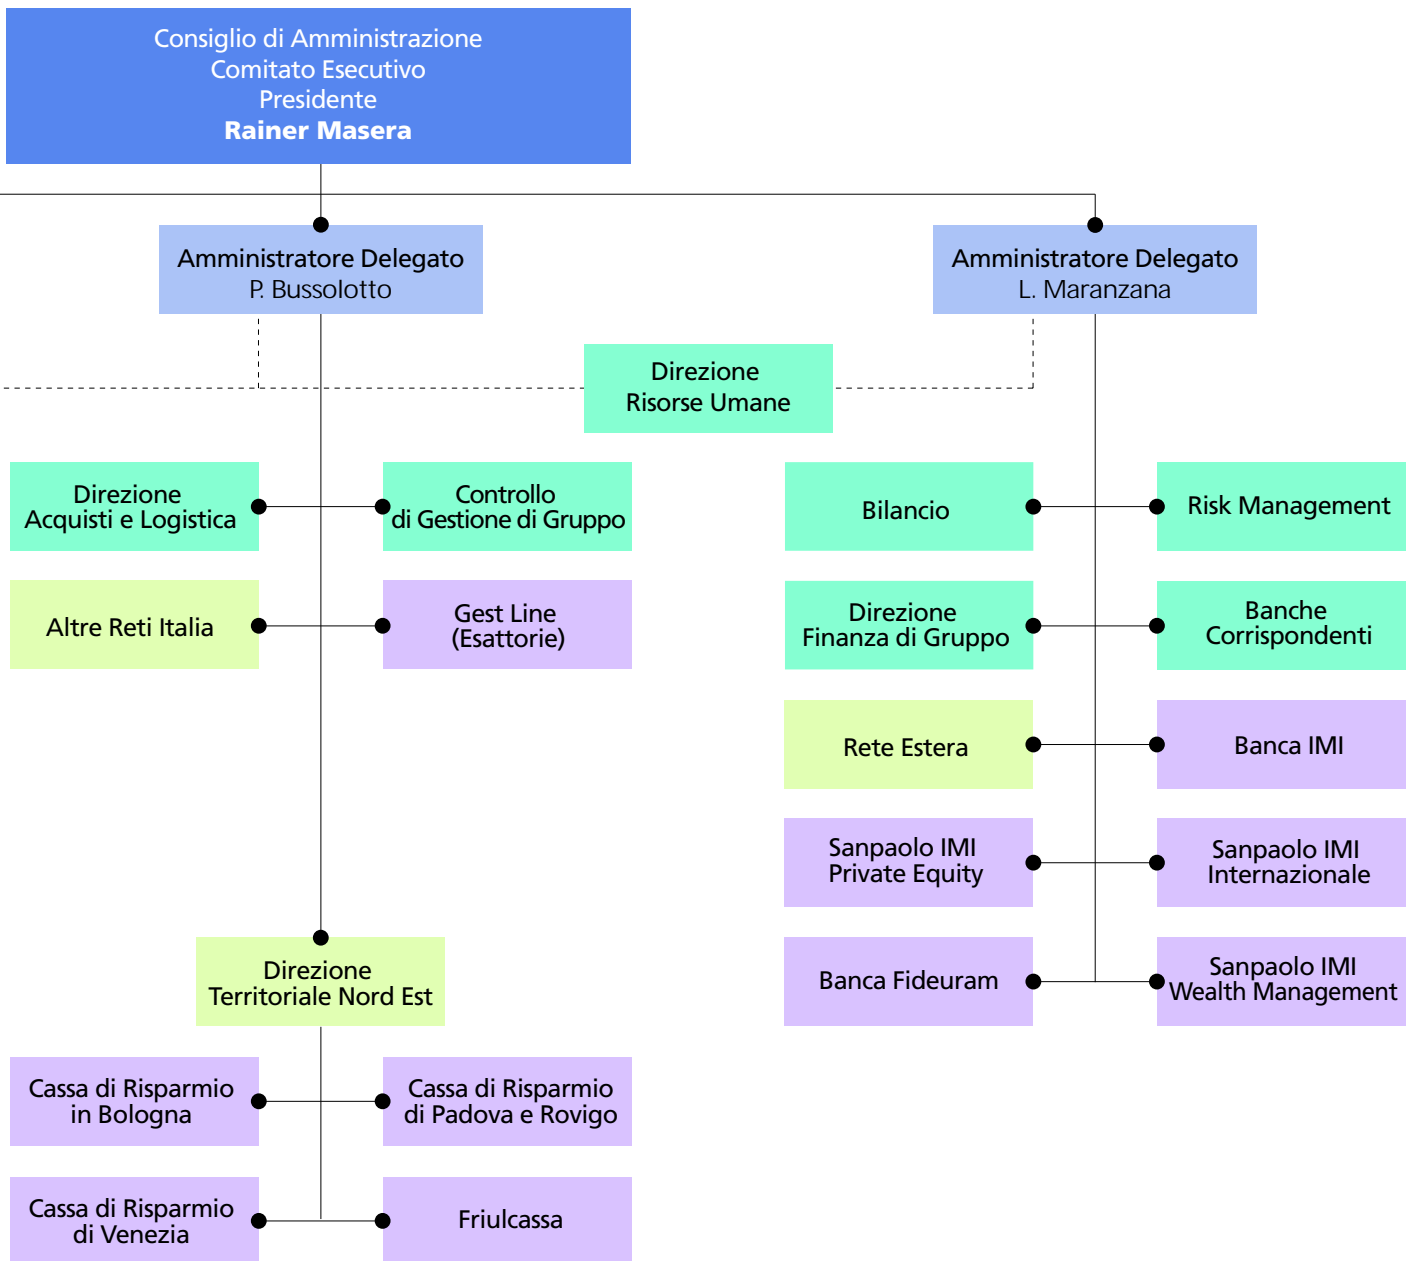 Consiglio di Amministrazione
Comitato Esecutivo
Presidente
Rainer Masera
Amministratore Delegato
P. Bussolotto
Amministratore Delegato
L. Maranzana
Direzione
Risorse Umane
Direzione
Acquisti e Logistica
Controllo
di Gestione di Gruppo
Bilancio
Risk Management
Altre Reti Italia
Gest Line
(Esattorie)
Direzione
Finanza di Gruppo
Banche
Corrispondenti
Rete Estera
Banca IMI
Sanpaolo IMI
Private Equity
Sanpaolo IMI
Internazionale
Direzione
Territoriale Nord Est
Banca Fideuram
Sanpaolo IMI
Wealth Management
Cassa di Risparmio
in Bologna
Cassa di Risparmio
di Padova e Rovigo
Cassa di Risparmio
di Venezia
Friulcassa